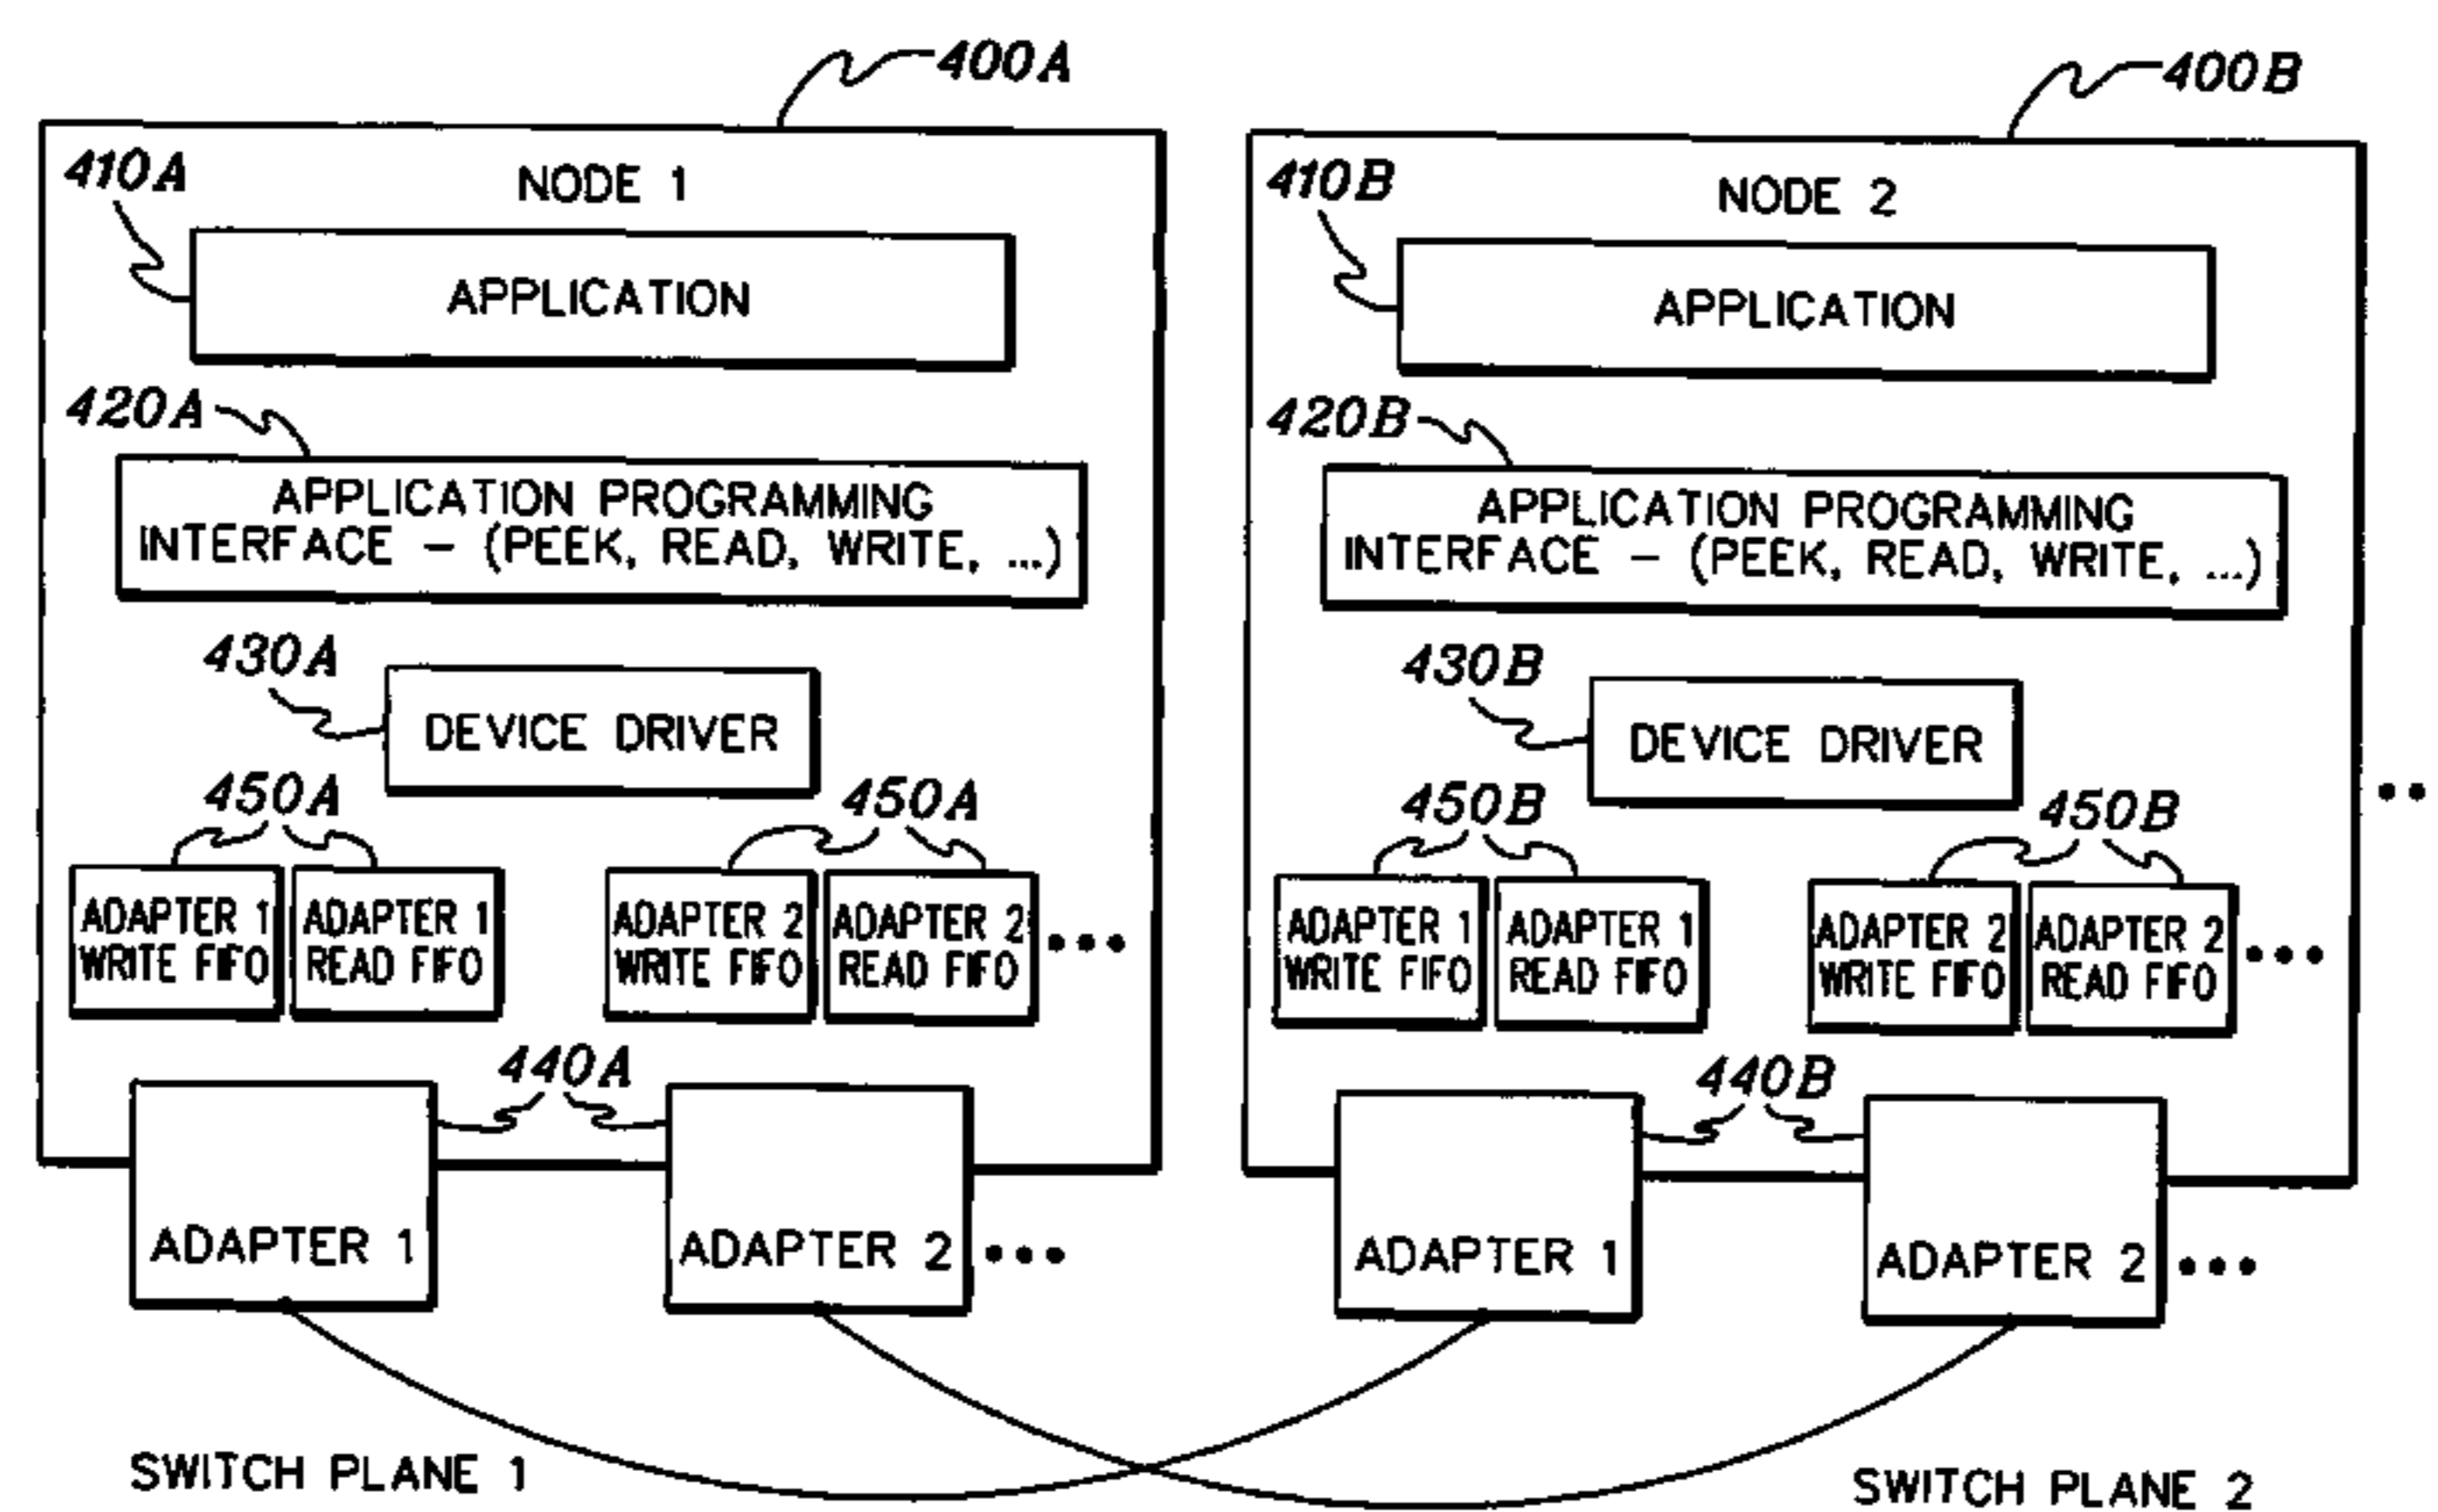 400A
400B
410A
NODE 1
410B
NODE 2
APPLICATION
APPLICATION
420A
420B
APPLICATION PROGRAMMING
INTERFACE - (PEEK, READ, WRITE, ...)
APPLICATION PROGRAMMING
INTERFACE - (PEEK, READ, WRITE, ...)
430A
DEVICE DRIVER
430B
DEVICE DRIVER
450A
450A
450B
450B
ADAPTER 1
WRITE FIFO
ADAPTER 1
READ FIFO
ADAPTER 2
WRITE FIFO
ADAPTER 2
READ FIFO
•••
ADAPTER 1
WRITE FIFO
ADAPTER 1
READ FIFO
ADAPTER 2
WRITE FIFO
ADAPTER 2
READ FIFO
•••
••
440A
440B
ADAPTER 1
ADAPTER 2 •••
ADAPTER 1
ADAPTER 2 •••
SWITCH PLANE 1
SWITCH PLANE 2